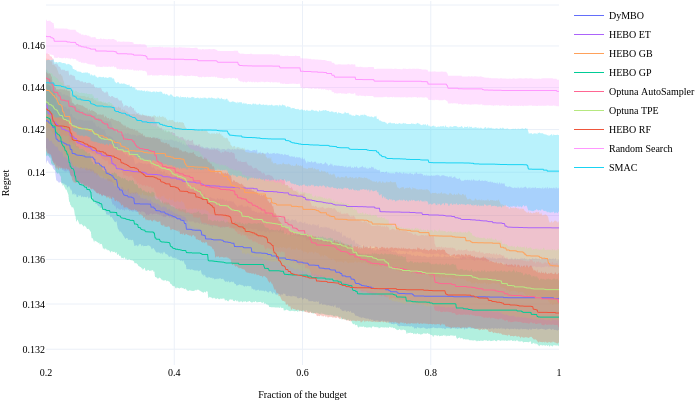 0.146
0.144
0.142
0.14
0.138
0.136
0.134
0.132
Regret
0.2
0.4
0.6
0.8
1
Fraction of the budget
DyMBO
HEBO ET
HEBO GB
HEBO GP
Optuna AutoSampler
Optuna TPE
HEBO RF
Random Search
SMAC